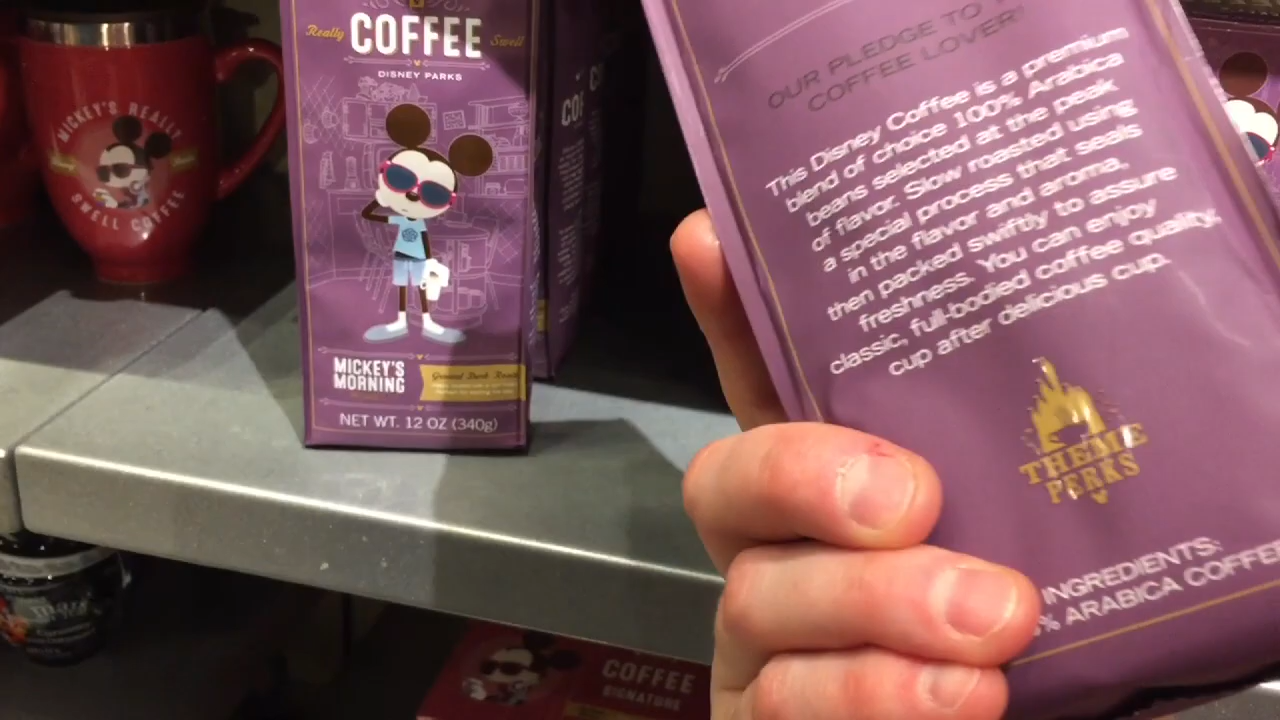 MICKEY'S REALLY
SWELL COFFEE
Really COFFEE Swell
DISNEY PARKS
MICKEY'S
MORNING
Ground Dark Roast
NET WT. 12 OZ (340g)
OUR PLEDGE TO
COFFEE LOVER
This Disney Coffee is a premium
blend of choice 100% Arabica
beans selected at the peak
of flavor. Slow roasted using
a special process that seals
in the flavor and aroma,
then packed swiftly to assure
freshness. You can enjoy
classic, full-bodied coffee quality,
cup after delicious cup.
THEME
PERKS
INGREDIENTS:
% ARABICA COFFEE
COFFEE
SIGNATURE